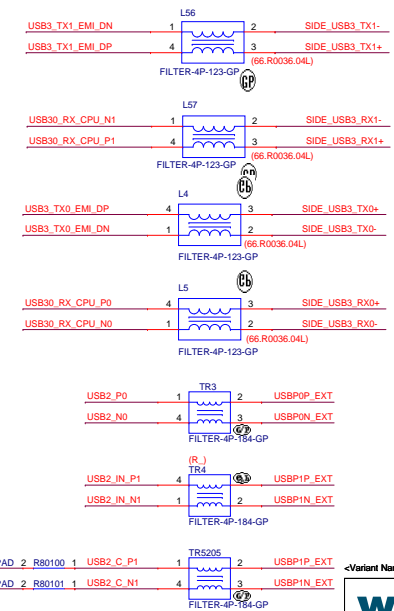 L56
USB3_TX1_EMI_DN 1 2 SIDE_USB3_TX1-
USB3_TX1_EMI_DP 4 3 SIDE_USB3_TX1+
(66.R0036.04L)
FILTER-4P-123-GP
GP
L57
USB30_RX_CPU_N1 1 2 SIDE_USB3_RX1-
USB30_RX_CPU_P1 4 3 SIDE_USB3_RX1+
(66.R0036.04L)
FILTER-4P-123-GP
L4
USB3_TX0_EMI_DP 4 3 SIDE_USB3_TX0+
USB3_TX0_EMI_DN 1 2 SIDE_USB3_TX0-
(66.R0036.04L)
FILTER-4P-123-GP
L5
USB30_RX_CPU_P0 4 3 SIDE_USB3_RX0+
USB30_RX_CPU_N0 1 2 SIDE_USB3_RX0-
(66.R0036.04L)
FILTER-4P-123-GP
TR3
USB2_P0 1 2 USBP0P_EXT
USB2_N0 4 3 USBP0N_EXT
FILTER-4P-184-GP
(R_)
TR4
USB2_IN_P1 4 USBP1P_EXT
USB2_IN_N1 1 2 USBP1N_EXT
FILTER-4P-184-GP
TR5205
PAD 2 R80100 1 USB2_C_P1 1 2 USBP1P_EXT
PAD 2 R80101 1 USB2_C_N1 4 3 USBP1N_EXT
FILTER-4P-184-GP
<Variant Nam
W